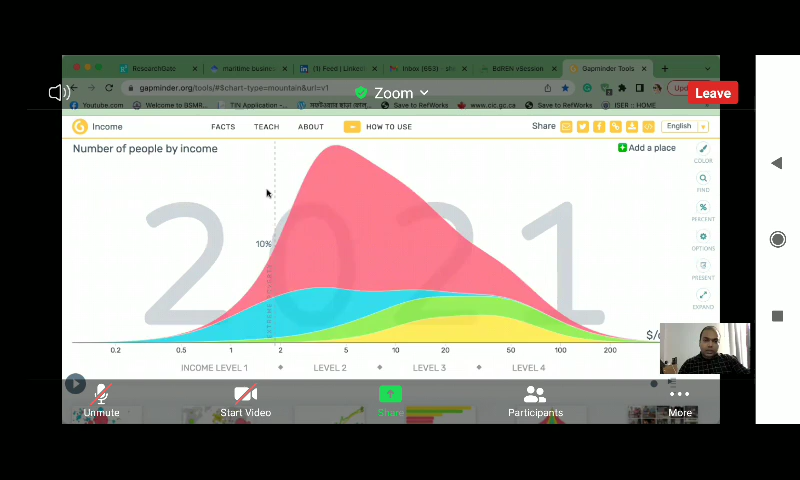 ResearchGate
maritime busine
(1) Feed | Linked
Inbox (663) - sh
BdREN vSession
Gapminder Tools
Zoom
Leave
gapminder.org/tools/#$chart-type=mountain&url=v1
Youtube.com
Welcome to BSMR...
TIN Application -...
Save to RefWorks
www.cic.gc.ca
Save to RefWorks
ISER :: HOME
Income
FACTS
TEACH
ABOUT
HOW TO USE
Share
English
Number of people by income
Add a place
2021
COLOR
FIND
PERCENT
OPTIONS
PRESENT
EXPAND
10%
$/
0.2
0.5
1
2
5
10
20
50
100
200
INCOME LEVEL 1
LEVEL 2
LEVEL 3
LEVEL 4
Unmute
Start Video
Share
Participants
More